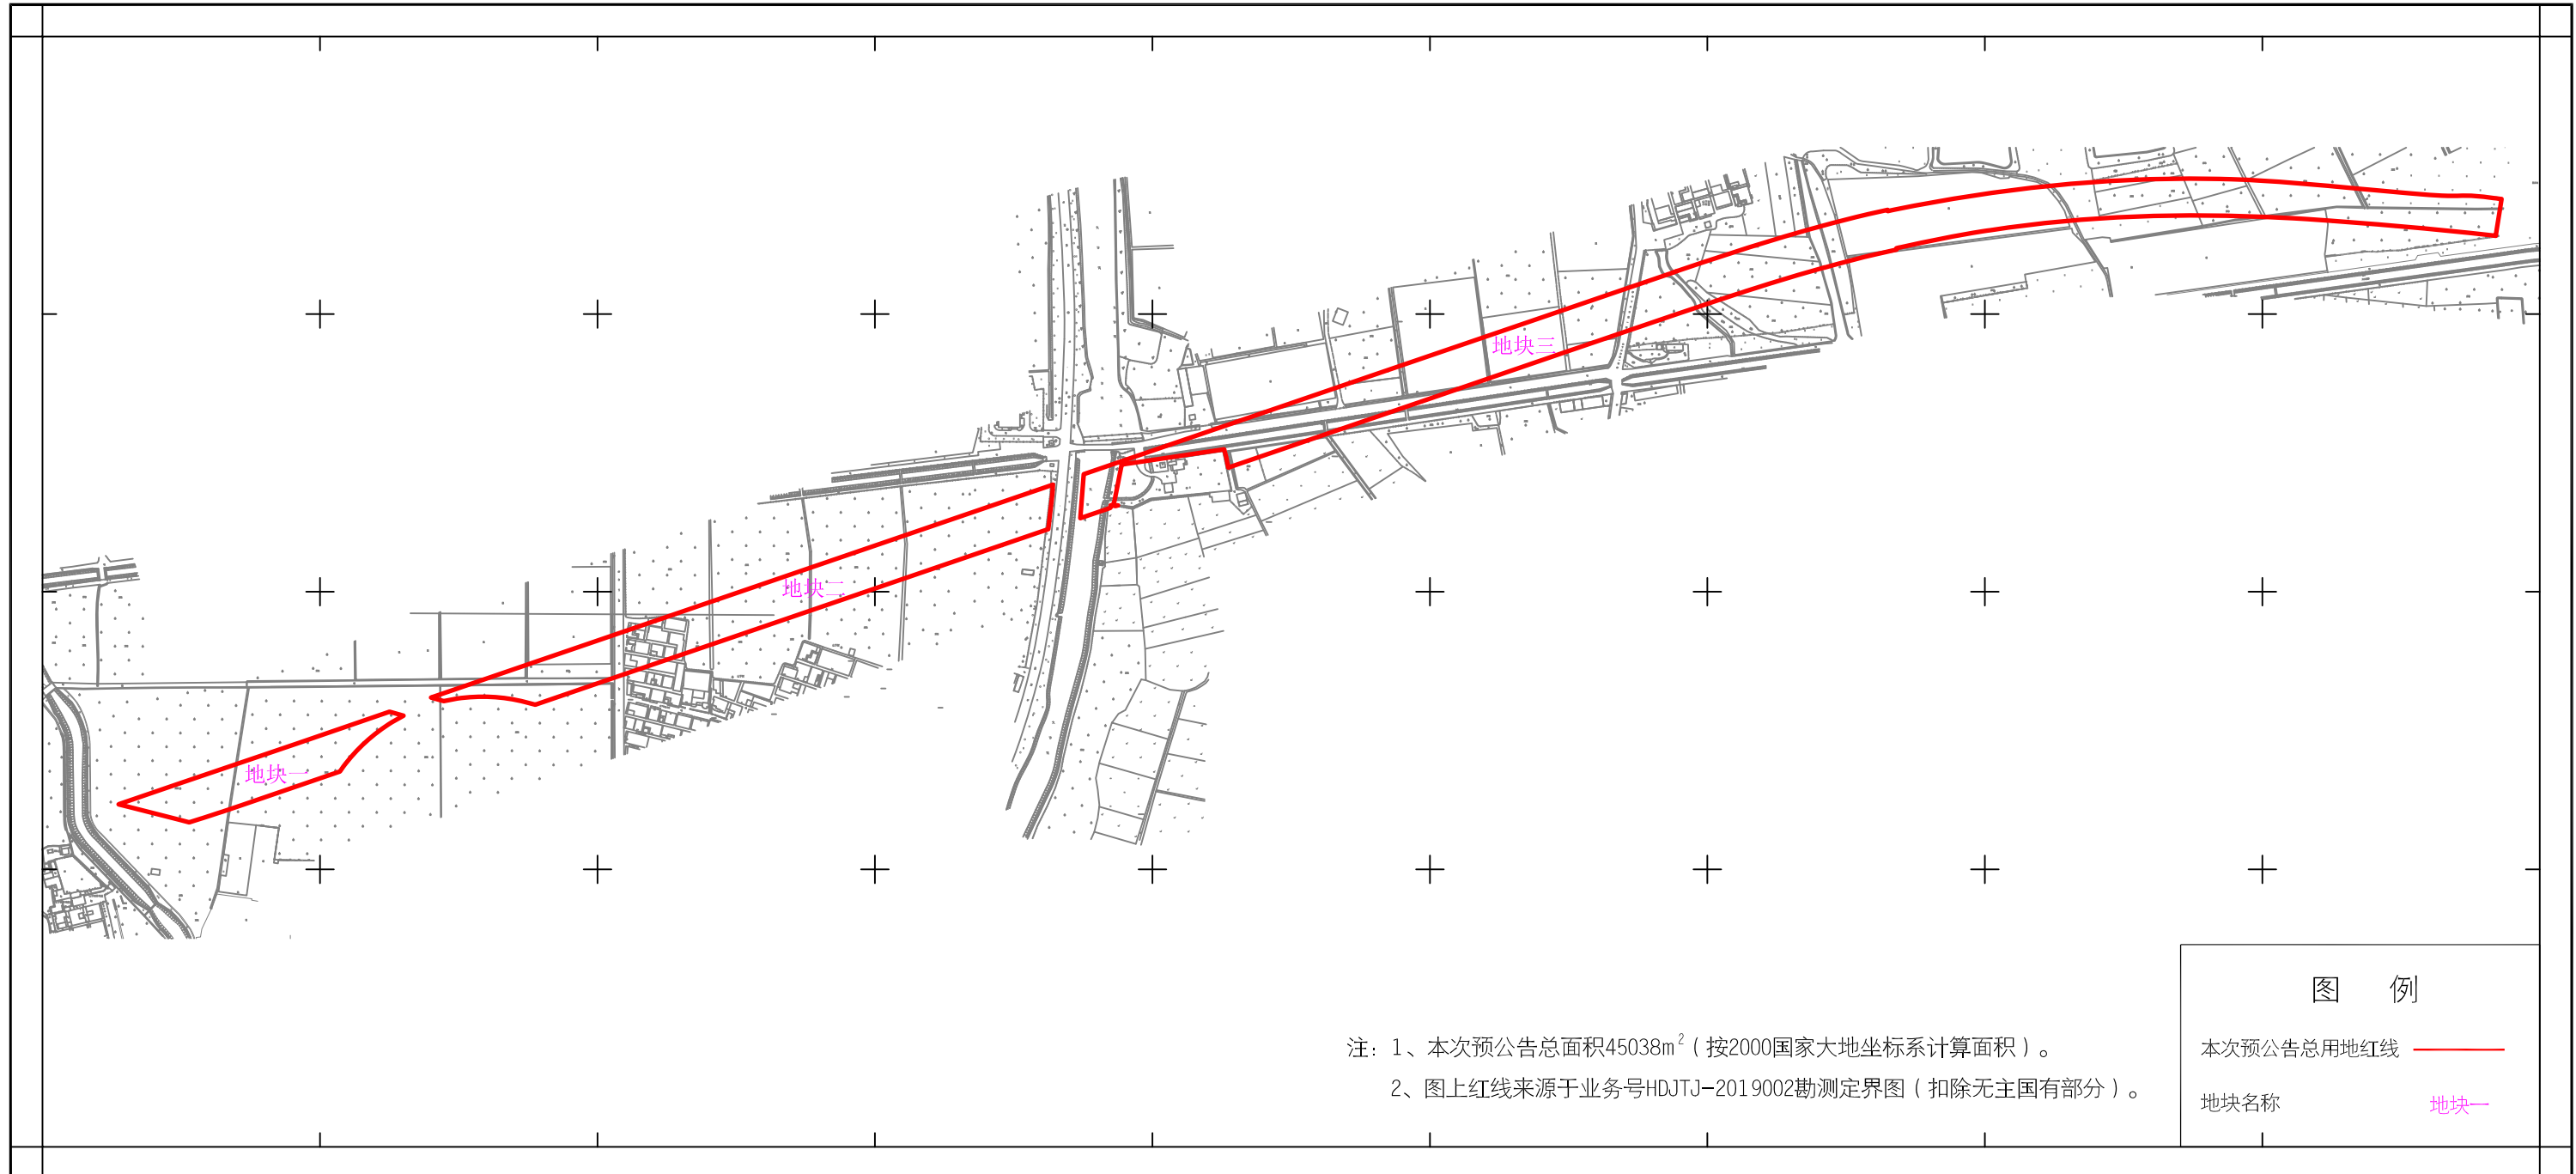 地块三
地块二
地块一
图 例
注：1、本次预公告总面积45038m²（按2000国家大地坐标系计算面积）。
2、图上红线来源于业务号HDJTJ-2019002勘测定界图（扣除无主国有部分）。
本次预公告总用地红线
地块名称 地块一